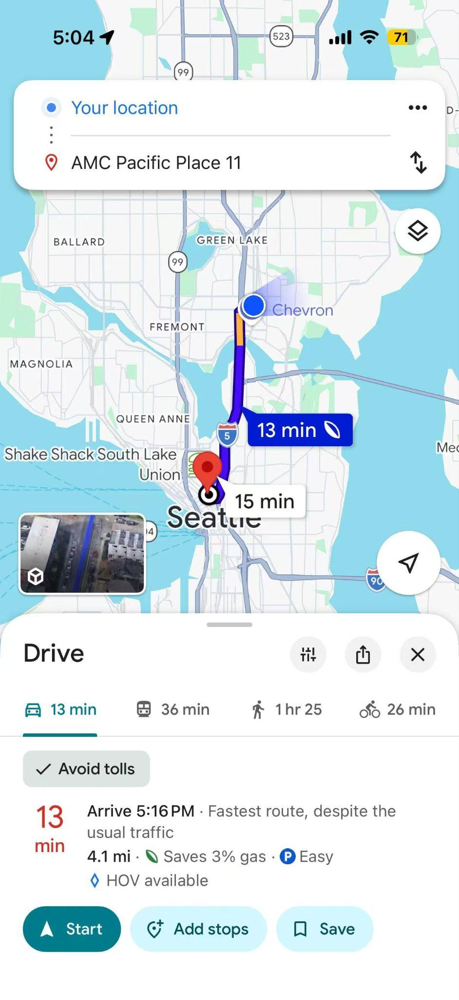 5:04
71
523
99
Your location
AMC Pacific Place 11
D-
BALLARD
GREEN LAKE
99
Chevron
FREMONT
MAGNOLIA
QUEEN ANNE
13 min
5
Shake Shack South Lake
Union
15 min
Seattle
90
Drive
13 min
36 min
1 hr 25
26 min
Avoid tolls
13
min
Arrive 5:16 PM · Fastest route, despite the
usual traffic
4.1 mi · Saves 3% gas · P Easy
HOV available
Start
Add stops
Save